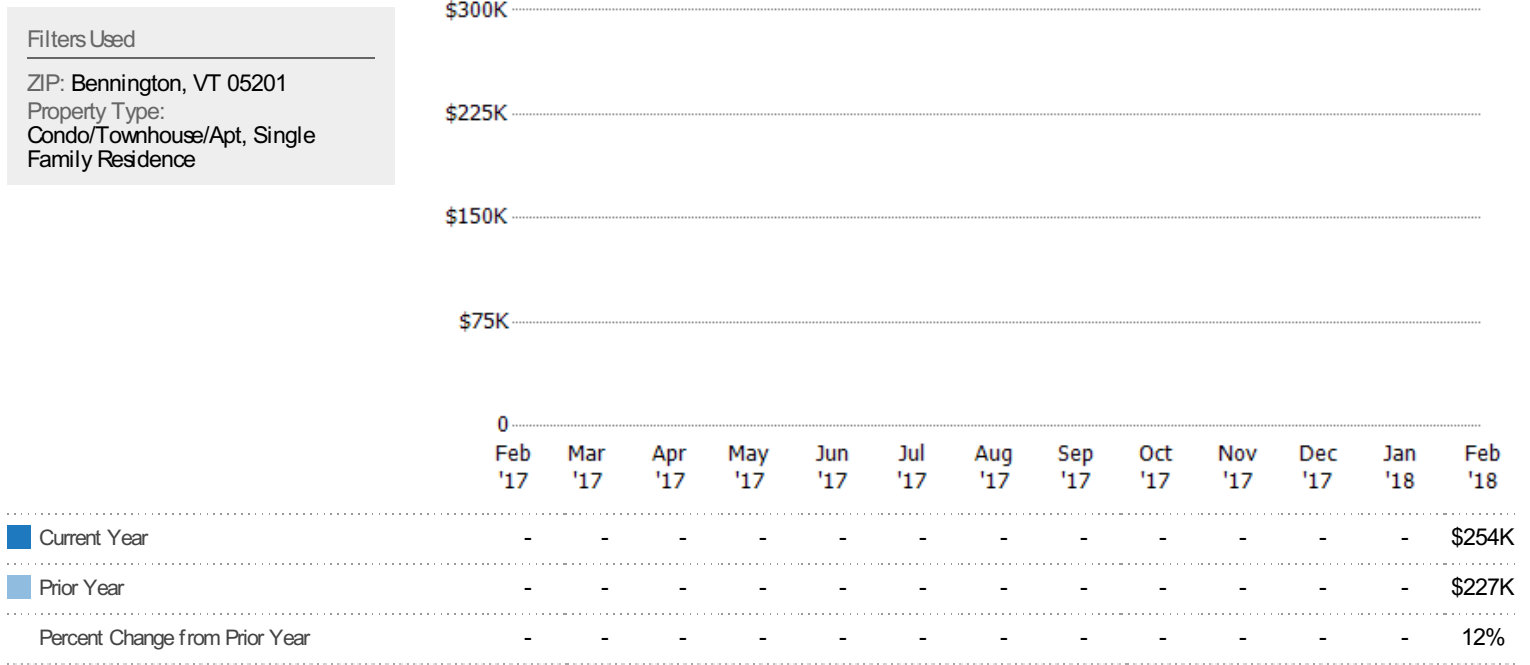 Filters Used
ZIP: Bennington, VT 05201
Property Type:
Condo/Townhouse/Apt, Single
Family Residence
$300K
$225K
$150K
$75K
0
Feb Mar Apr May Jun Jul Aug Sep Oct Nov Dec Jan Feb
'17 '17 '17 '17 '17 '17 '17 '17 '17 '17 '17 '18 '18
Current Year - - - - - - - - - - - - $254K
Prior Year - - - - - - - - - - - - $227K
Percent Change from Prior Year - - - - - - - - - - - - 12%